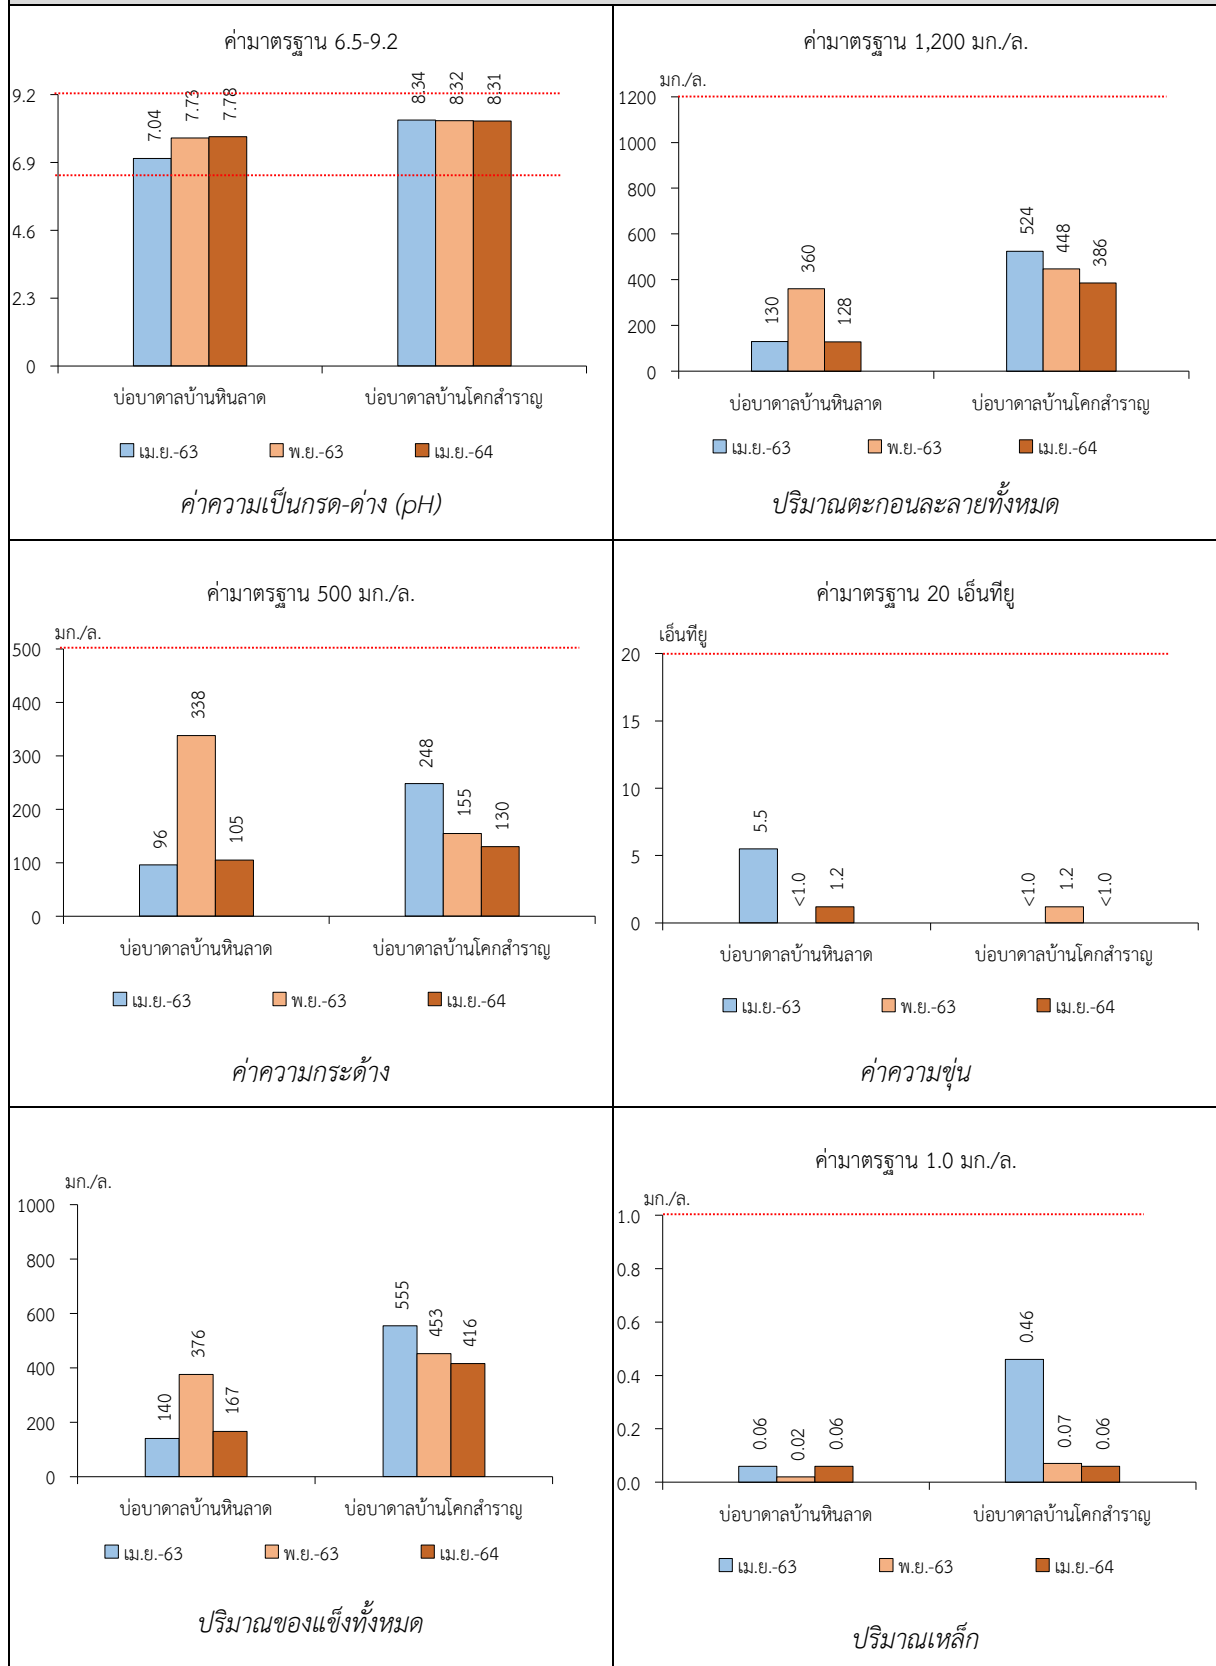 ค่ามาตรฐาน 6.5-9.2
9.2
6.9
4.6
2.3
0
7.04
7.73
7.78
8.34
8.32
8.31
บ่อบาดาลบ้านหินลาด
บ่อบาดาลบ้านโคกสำราญ
เม.ย.-63 พ.ย.-63 เม.ย.-64
ค่าความเป็นกรด-ด่าง (pH)
ค่ามาตรฐาน 1,200 มก./ล.
มก./ล.
1200
1000
800
600
400
200
0
130
360
128
524
448
386
บ่อบาดาลบ้านหินลาด
บ่อบาดาลบ้านโคกสำราญ
เม.ย.-63 พ.ย.-63 เม.ย.-64
ปริมาณตะกอนละลายทั้งหมด
ค่ามาตรฐาน 500 มก./ล.
มก./ล.
500
400
300
200
100
0
96
338
105
248
155
130
บ่อบาดาลบ้านหินลาด
บ่อบาดาลบ้านโคกสำราญ
เม.ย.-63 พ.ย.-63 เม.ย.-64
ค่าความกระด้าง
ค่ามาตรฐาน 20 เอ็นทียู
เอ็นทียู
20
15
10
5
0
5.5
<1.0
1.2
<1.0
1.2
<1.0
บ่อบาดาลบ้านหินลาด
บ่อบาดาลบ้านโคกสำราญ
เม.ย.-63 พ.ย.-63 เม.ย.-64
ค่าความขุ่น
มก./ล.
1000
800
600
400
200
0
140
376
167
555
453
416
บ่อบาดาลบ้านหินลาด
บ่อบาดาลบ้านโคกสำราญ
เม.ย.-63 พ.ย.-63 เม.ย.-64
ปริมาณของแข็งทั้งหมด
ค่ามาตรฐาน 1.0 มก./ล.
มก./ล.
1.0
0.8
0.6
0.4
0.2
0.0
0.06
0.02
0.06
0.46
0.07
0.06
บ่อบาดาลบ้านหินลาด
บ่อบาดาลบ้านโคกสำราญ
เม.ย.-63 พ.ย.-63 เม.ย.-64
ปริมาณเหล็ก